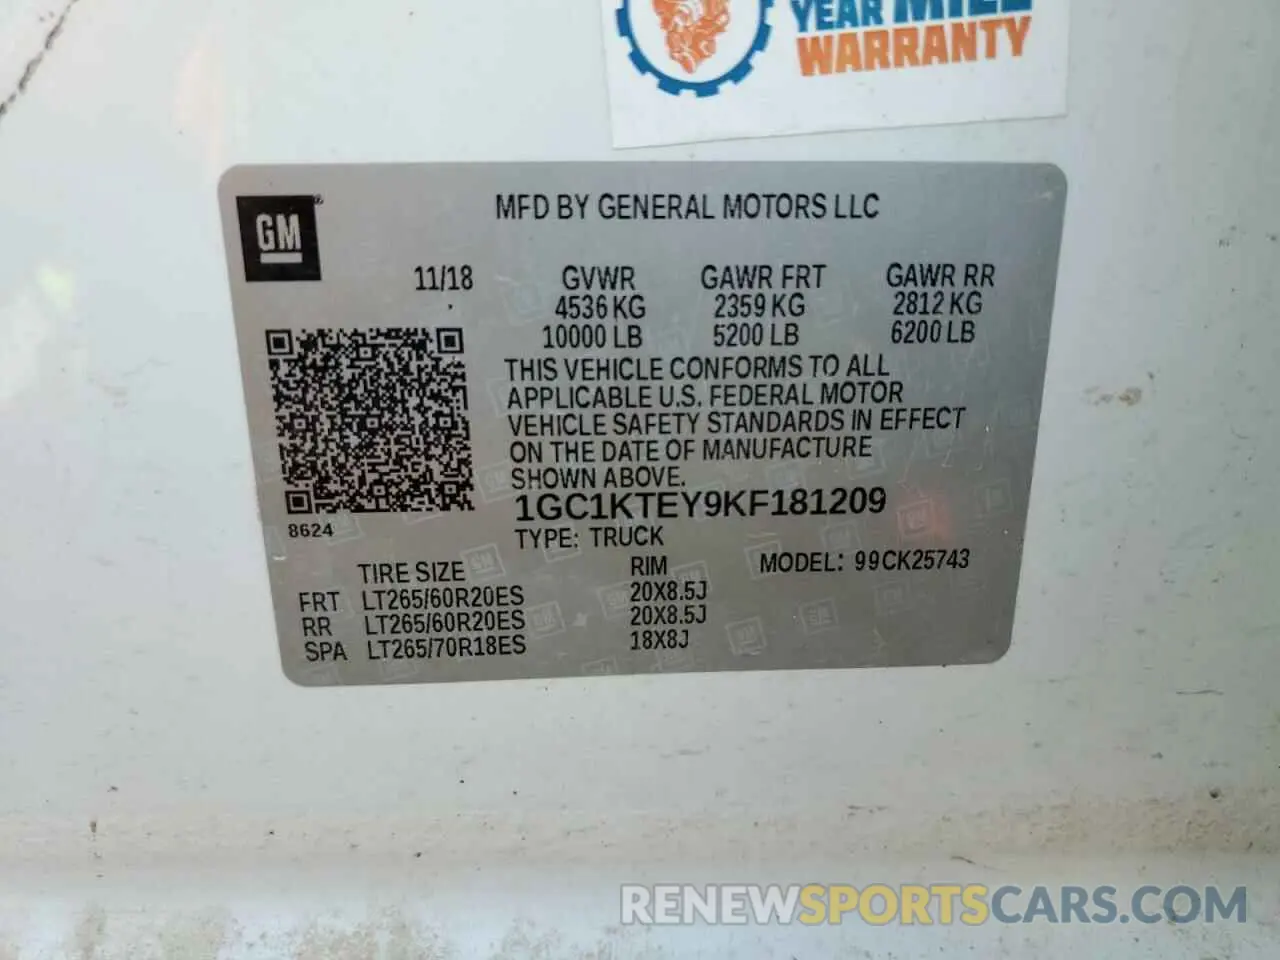 YEAR MILE
WARRANTY
GM
MFD BY GENERAL MOTORS LLC
11/18 GVWR GAWR FRT GAWR RR
4536 KG 2359 KG 2812 KG
10000 LB 5200 LB 6200 LB
THIS VEHICLE CONFORMS TO ALL
APPLICABLE U.S. FEDERAL MOTOR
VEHICLE SAFETY STANDARDS IN EFFECT
ON THE DATE OF MANUFACTURE
SHOWN ABOVE.
8624
1GC1KTEY9KF181209
TYPE: TRUCK
TIRE SIZE RIM MODEL: 99CK25743
FRT LT265/60R20ES 20X8.5J
RR LT265/60R20ES 20X8.5J
SPA LT265/70R18ES 18X8J
RENEWSPORTSCARS.COM